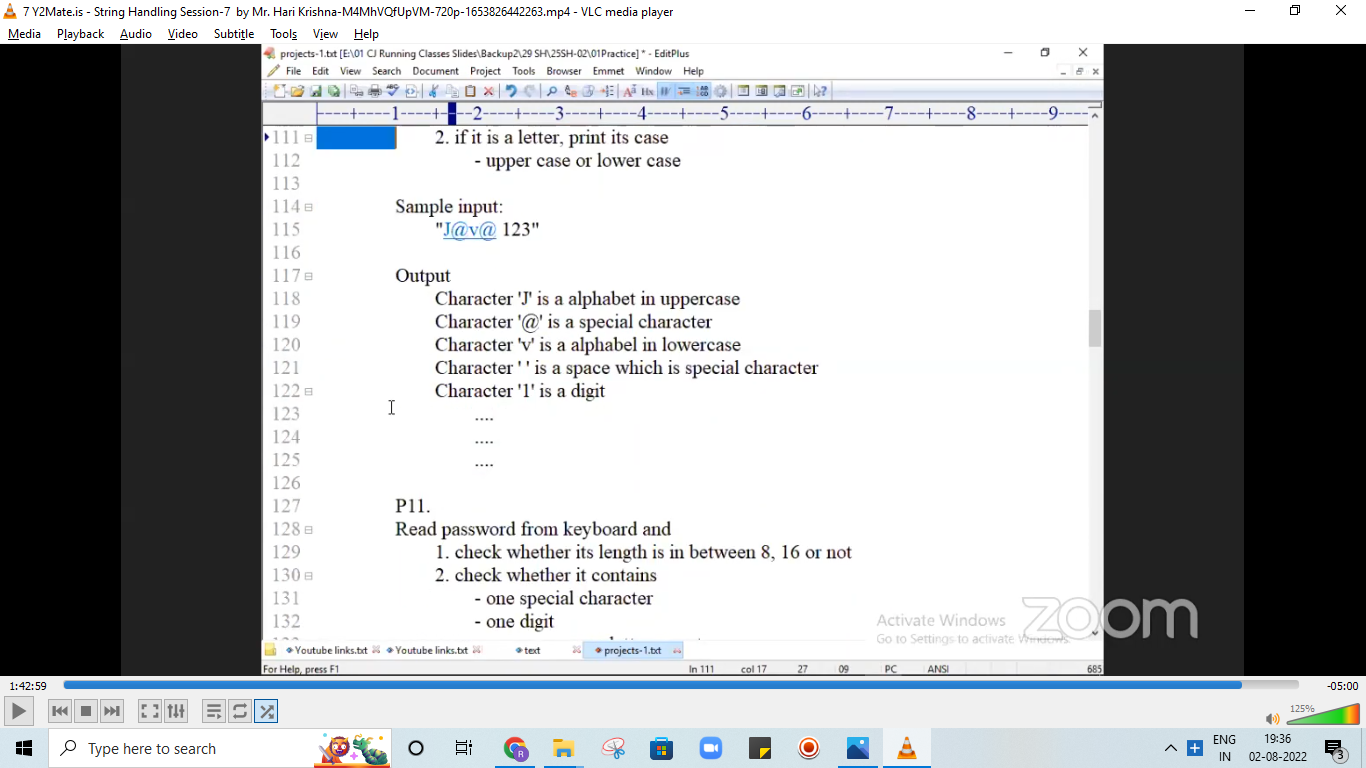 7 Y2Mate.is - String Handling Session-7 by Mr. Hari Krishna-M4MhVQfUpVM-720p-1653826442263.mp4 - VLC media player
Media Playback Audio Video Subtitle Tools View Help
projects-1.txt [E:\01 CJ Running Classes Slides\Backup2\29 SH\25SH-02\01Practice] * - EditPlus
File Edit View Search Document Project Tools Browser Emmet Window Help
----+----1----+----2----+----3----+----4----+----5----+----6----+----7----+----8----+----9----
111 2. if it is a letter, print its case
112 - upper case or lower case
113
114 Sample input:
115 "J@v@ 123"
116
117 Output
118 Character 'J' is a alphabet in uppercase
119 Character '@' is a special character
120 Character 'v' is a alphabel in lowercase
121 Character ' ' is a space which is special character
122 Character '1' is a digit
123 ....
124 ....
125 ....
126
127 P11.
128 Read password from keyboard and
129 1. check whether its length is in between 8, 16 or not
130 2. check whether it contains
131 - one special character
132 - one digit
Activate Windows
Go to Settings to activate Windows.
zoom
Youtube links.txt Youtube links.txt text projects-1.txt
For Help, press F1 ln 111 col 17 27 09 PC ANSI 685
1:42:59 -05:00
125%
Type here to search
ENG
IN
19:36
02-08-2022
3